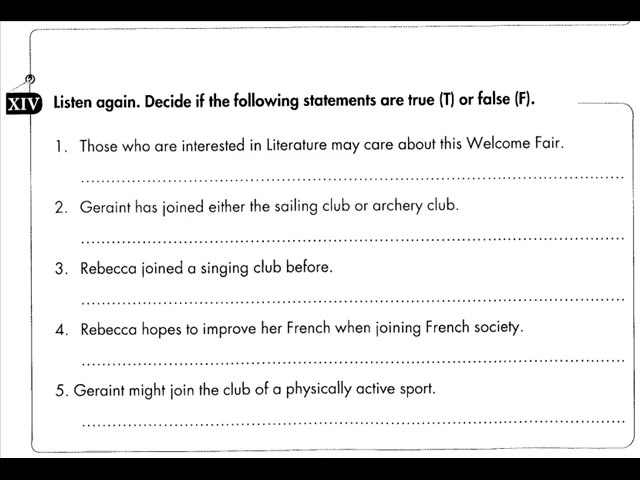 XIV Listen again. Decide if the following statements are true (T) or false (F).
1. Those who are interested in Literature may care about this Welcome Fair.
2. Geraint has joined either the sailing club or archery club.
3. Rebecca joined a singing club before.
4. Rebecca hopes to improve her French when joining French society.
5. Geraint might join the club of a physically active sport.